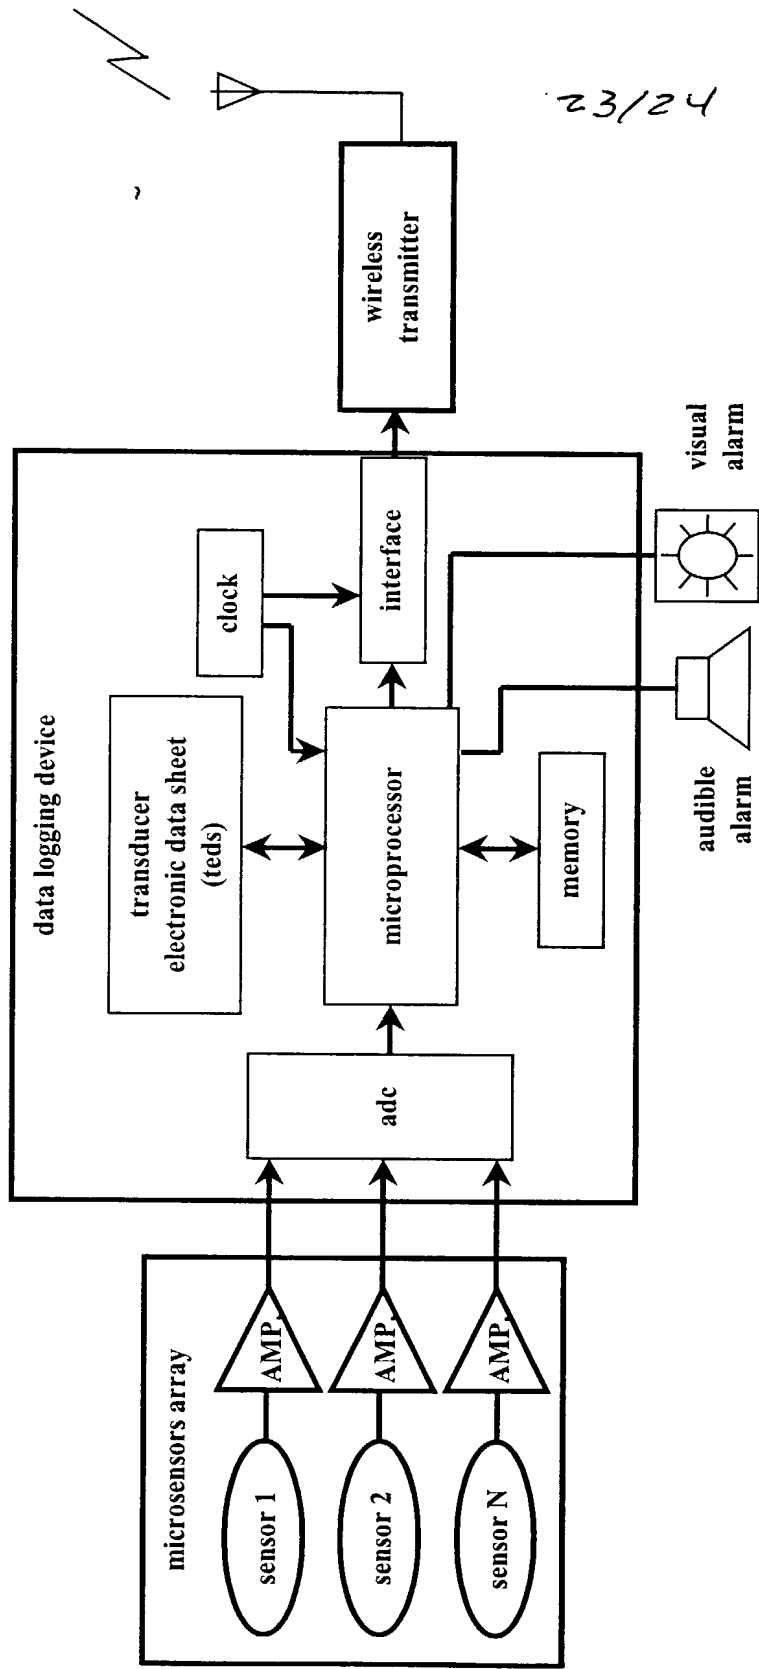 23/24
microsensors array
sensor 1
AMP.
sensor 2
AMP.
sensor N
AMP.
data logging device
adc
transducer
electronic data sheet
(teds)
microprocessor
memory
clock
interface
wireless
transmitter
audible
alarm
visual
alarm